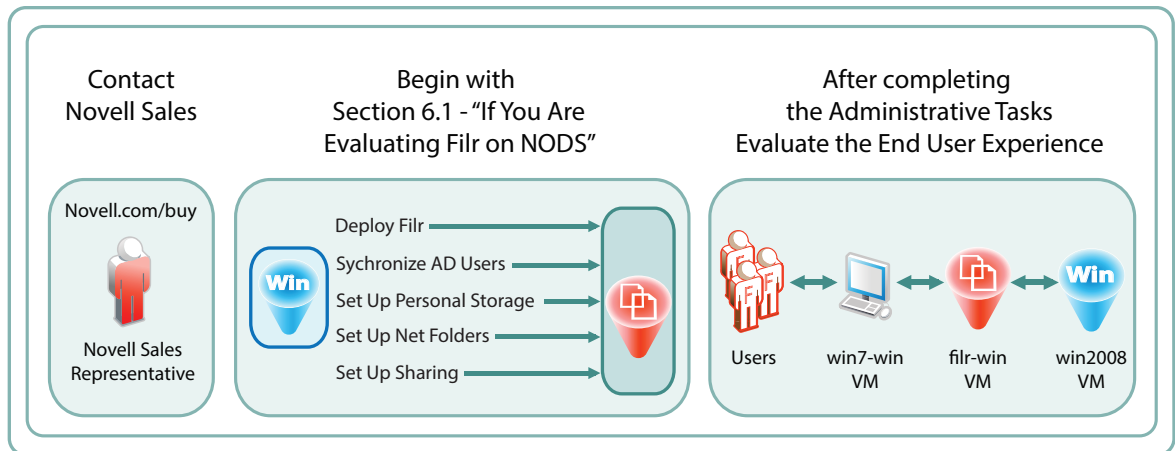 Contact
Novell Sales
Novell.com/buy
Novell Sales
Representative
Begin with
Section 6.1 - “If You Are
Evaluating Filr on NODS”
Win
Deploy Filr
Sychronize AD Users
Set Up Personal Storage
Set Up Net Folders
Set Up Sharing
After completing
the Administrative Tasks
Evaluate the End User Experience
Win
Users
win7-win
VM
filr-win
VM
win2008
VM